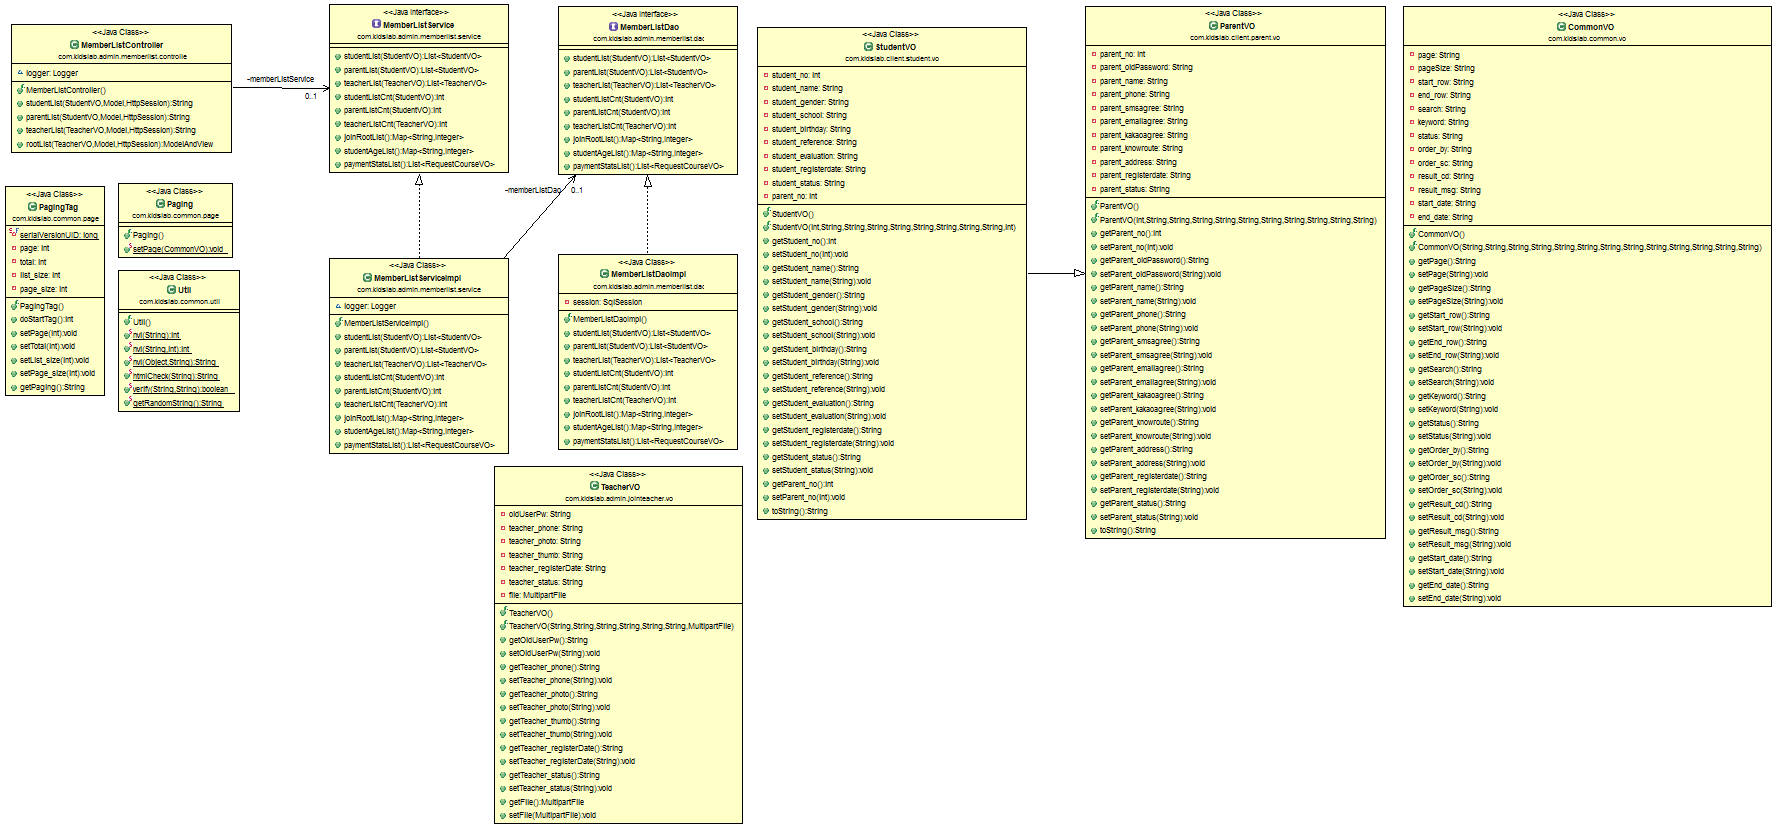 <<Java Class>>
MemberListController
com.kidslab.admin.memberlist.controlle
logger: Logger
MemberListController()
studentList(StudentVO,Model,HttpSession):String
parentList(StudentVO,Model,HttpSession):String
teacherList(TeacherVO,Model,HttpSession):String
rootList(TeacherVO,Model,HttpSession):ModelAndView
-memberListService
0..1
<<Java Interface>>
MemberListService
com.kidslab.admin.memberlist.service
studentList(StudentVO):List<StudentVO>
parentList(StudentVO):List<StudentVO>
teacherList(TeacherVO):List<TeacherVO>
studentListCnt(StudentVO):int
parentListCnt(StudentVO):int
teacherListCnt(TeacherVO):int
joinRootList():Map<String,Integer>
studentAgeList():Map<String,Integer>
paymentStatsList():List<RequestCourseVO>
<<Java Interface>>
MemberListDao
com.kidslab.admin.memberlist.dao
studentList(StudentVO):List<StudentVO>
parentList(StudentVO):List<StudentVO>
teacherList(TeacherVO):List<TeacherVO>
studentListCnt(StudentVO):int
parentListCnt(StudentVO):int
teacherListCnt(TeacherVO):int
joinRootList():Map<String,Integer>
studentAgeList():Map<String,Integer>
paymentStatsList():List<RequestCourseVO>
-memberListDao
0..1
<<Java Class>>
PagingTag
com.kidslab.common.page
serialVersionUID: long
page: int
total: int
list_size: int
page_size: int
PagingTag()
doStartTag():int
setPage(int):void
setTotal(int):void
setList_size(int):void
setPage_size(int):void
getPaging():String
<<Java Class>>
Paging
com.kidslab.common.page
Paging()
setPage(CommonVO):void
<<Java Class>>
Util
com.kidslab.common.util
Util()
nvl(String):int
nvl(String,int):int
nvl(Object,String):String
htmlCheck(String):String
verify(String,String):boolean
getRandomString():String
<<Java Class>>
MemberListServiceImpl
com.kidslab.admin.memberlist.service
logger: Logger
MemberListServiceImpl()
studentList(StudentVO):List<StudentVO>
parentList(StudentVO):List<StudentVO>
teacherList(TeacherVO):List<TeacherVO>
studentListCnt(StudentVO):int
parentListCnt(StudentVO):int
teacherListCnt(TeacherVO):int
joinRootList():Map<String,Integer>
studentAgeList():Map<String,Integer>
paymentStatsList():List<RequestCourseVO>
<<Java Class>>
MemberListDaoImpl
com.kidslab.admin.memberlist.dao
session: SqlSession
MemberListDaoImpl()
studentList(StudentVO):List<StudentVO>
parentList(StudentVO):List<StudentVO>
teacherList(TeacherVO):List<TeacherVO>
studentListCnt(StudentVO):int
parentListCnt(StudentVO):int
teacherListCnt(TeacherVO):int
joinRootList():Map<String,Integer>
studentAgeList():Map<String,Integer>
paymentStatsList():List<RequestCourseVO>
<<Java Class>>
TeacherVO
com.kidslab.admin.jointeacher.vo
oldUserPw: String
teacher_phone: String
teacher_photo: String
teacher_thumb: String
teacher_registerDate: String
teacher_status: String
file: MultipartFile
TeacherVO()
TeacherVO(String,String,String,String,String,String,MultipartFile)
getOldUserPw():String
setOldUserPw(String):void
getTeacher_phone():String
setTeacher_phone(String):void
getTeacher_photo():String
setTeacher_photo(String):void
getTeacher_thumb():String
setTeacher_thumb(String):void
getTeacher_registerDate():String
setTeacher_registerDate(String):void
getTeacher_status():String
setTeacher_status(String):void
getFile():MultipartFile
setFile(MultipartFile):void
<<Java Class>>
StudentVO
com.kidslab.client.student.vo
student_no: int
student_name: String
student_gender: String
student_school: String
student_birthday: String
student_reference: String
student_evaluation: String
student_registerdate: String
student_status: String
parent_no: int
StudentVO()
StudentVO(int,String,String,String,String,String,String,String,String,int)
getStudent_no():int
setStudent_no(int):void
getStudent_name():String
setStudent_name(String):void
getStudent_gender():String
setStudent_gender(String):void
getStudent_school():String
setStudent_school(String):void
getStudent_birthday():String
setStudent_birthday(String):void
getStudent_reference():String
setStudent_reference(String):void
getStudent_evaluation():String
setStudent_evaluation(String):void
getStudent_registerdate():String
setStudent_registerdate(String):void
getStudent_status():String
setStudent_status(String):void
getParent_no():int
setParent_no(int):void
toString():String
<<Java Class>>
ParentVO
com.kidslab.client.parent.vo
parent_no: int
parent_oldPassword: String
parent_name: String
parent_phone: String
parent_smsagree: String
parent_emailagree: String
parent_kakaoagree: String
parent_knowroute: String
parent_address: String
parent_registerdate: String
parent_status: String
ParentVO()
ParentVO(int,String,String,String,String,String,String,String,String,String,String)
getParent_no():int
setParent_no(int):void
getParent_oldPassword():String
setParent_oldPassword(String):void
getParent_name():String
setParent_name(String):void
getParent_phone():String
setParent_phone(String):void
getParent_smsagree():String
setParent_smsagree(String):void
getParent_emailagree():String
setParent_emailagree(String):void
getParent_kakaoagree():String
setParent_kakaoagree(String):void
getParent_knowroute():String
setParent_knowroute(String):void
getParent_address():String
setParent_address(String):void
getParent_registerdate():String
setParent_registerdate(String):void
getParent_status():String
setParent_status(String):void
toString():String
<<Java Class>>
CommonVO
com.kidslab.common.vo
page: String
pageSize: String
start_row: String
end_row: String
search: String
keyword: String
status: String
order_by: String
order_sc: String
result_cd: String
result_msg: String
start_date: String
end_date: String
CommonVO()
CommonVO(String,String,String,String,String,String,String,String,String,String,String,String,String)
getPage():String
setPage(String):void
getPageSize():String
setPageSize(String):void
getStart_row():String
setStart_row(String):void
getEnd_row():String
setEnd_row(String):void
getSearch():String
setSearch(String):void
getKeyword():String
setKeyword(String):void
getStatus():String
setStatus(String):void
getOrder_by():String
setOrder_by(String):void
getOrder_sc():String
setOrder_sc(String):void
getResult_cd():String
setResult_cd(String):void
getResult_msg():String
setResult_msg(String):void
getStart_date():String
setStart_date(String):void
getEnd_date():String
setEnd_date(String):void